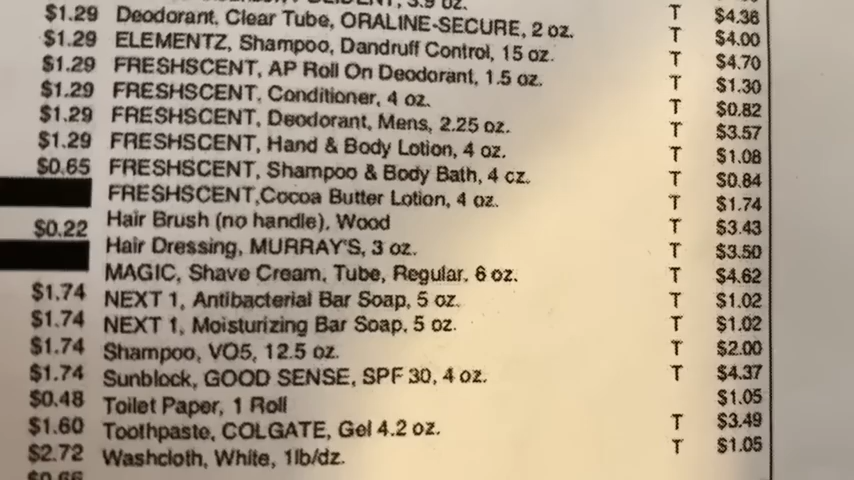 T $4.36
$1.29 Deodorant, Clear Tube, ORALINE-SECURE, 2 oz. T $4.00
$1.29 ELEMENTZ, Shampoo, Dandruff Control, 15 oz. T $4.70
$1.29 FRESHSCENT, AP Roll On Deodorant, 1.5 oz. T $1.30
$1.29 FRESHSCENT, Conditioner, 4 oz. T $0.82
$1.29 FRESHSCENT, Deodorant, Mens, 2.25 oz. T $3.57
$1.29 FRESHSCENT, Hand & Body Lotion, 4 oz. T $1.08
$0.65 FRESHSCENT, Shampoo & Body Bath, 4 oz. T $0.84
FRESHSCENT,Cocoa Butter Lotion, 4 oz. T $1.74
$0.22 Hair Brush (no handle), Wood T $3.43
Hair Dressing, MURRAY'S, 3 oz. T $3.50
MAGIC, Shave Cream, Tube, Regular, 6 oz. T $4.62
$1.74 NEXT 1, Antibacterial Bar Soap, 5 oz. T $1.02
$1.74 NEXT 1, Moisturizing Bar Soap, 5 oz. T $1.02
$1.74 Shampoo, VO5, 12.5 oz. T $2.00
$1.74 Sunblock, GOOD SENSE, SPF 30, 4 oz. T $4.37
$0.48 Toilet Paper, 1 Roll $1.05
$1.60 Toothpaste, COLGATE, Gel 4.2 oz. T $3.49
$2.72 Washcloth, White, 1lb/dz. T $1.05